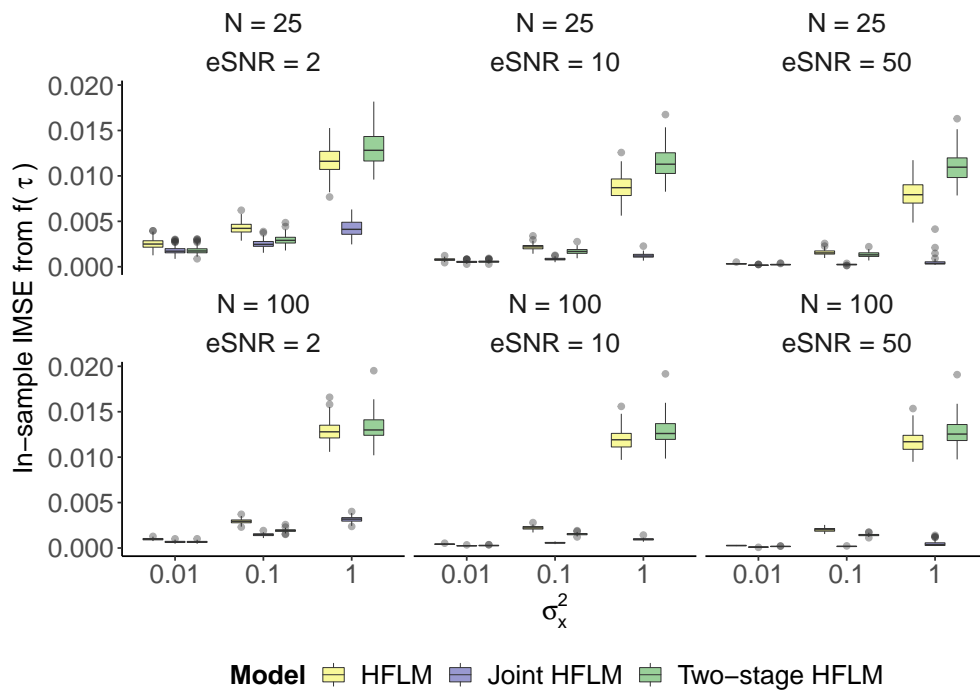 N = 25 N = 25 N = 25
eSNR = 2 eSNR = 10 eSNR = 50
0.020
0.015
0.010
0.005
0.000
N = 100 N = 100 N = 100
eSNR = 2 eSNR = 10 eSNR = 50
0.020
0.015
0.010
0.005
0.000
In−sample IMSE from f( τ )
0.01 0.1 1 0.01 0.1 1 0.01 0.1 1
σ²ₓ
Model HFLM Joint HFLM Two−stage HFLM